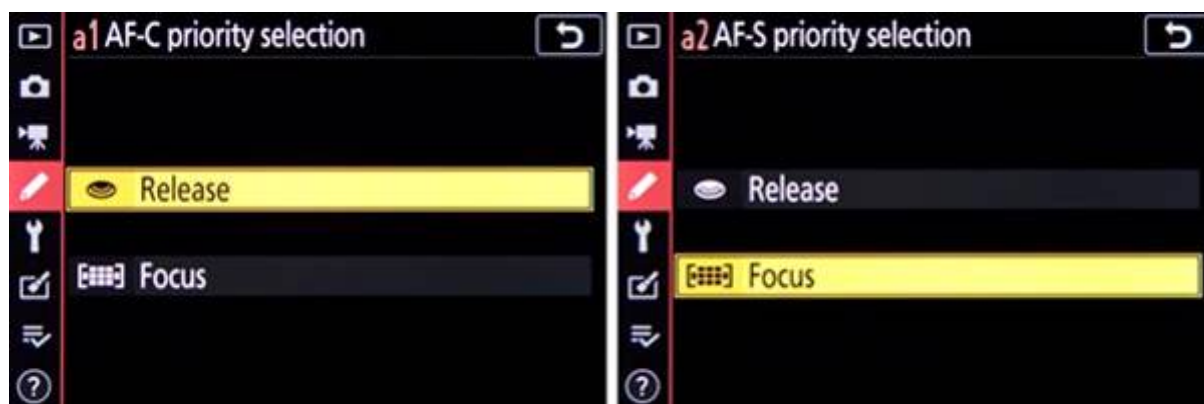 a1 AF-C priority selection
Release
Focus
a2 AF-S priority selection
Release
Focus
?
?